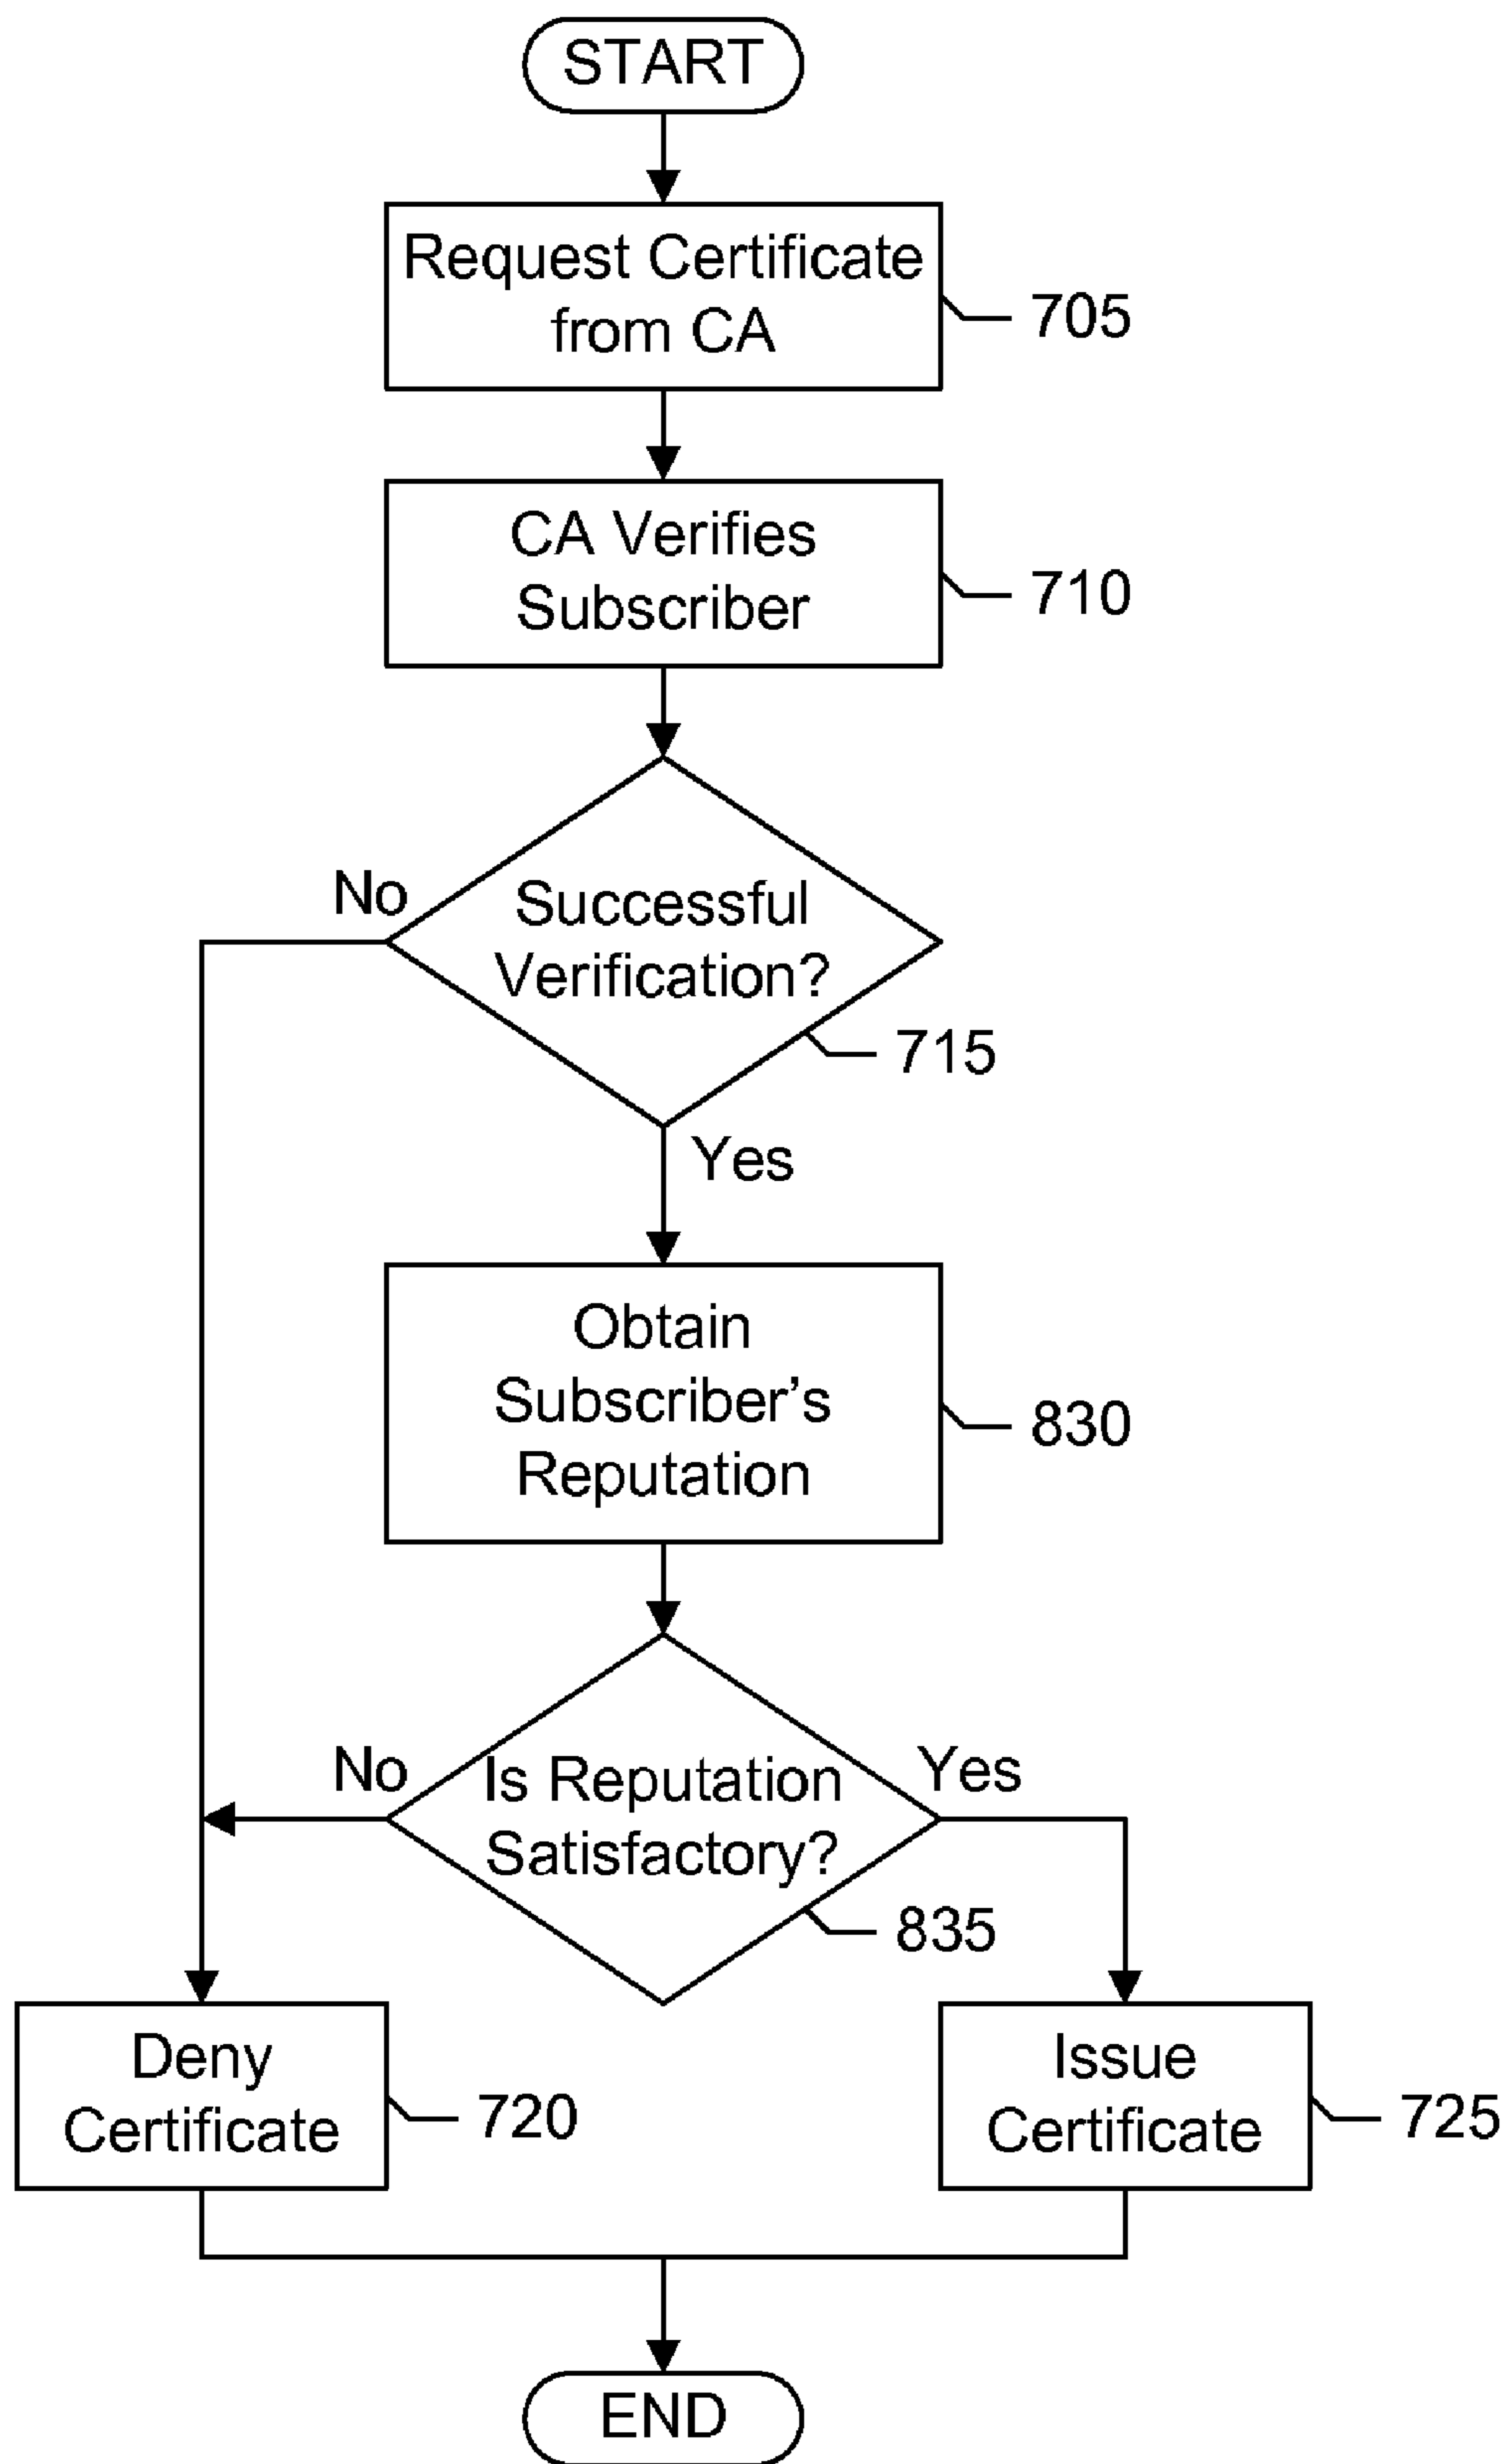 START
Request Certificate
from CA
705
CA Verifies
Subscriber
710
No
Successful
Verification?
715
Yes
Obtain
Subscriber’s
Reputation
830
No
Is Reputation
Satisfactory?
Yes
835
Deny
Certificate
720
Issue
Certificate
725
END